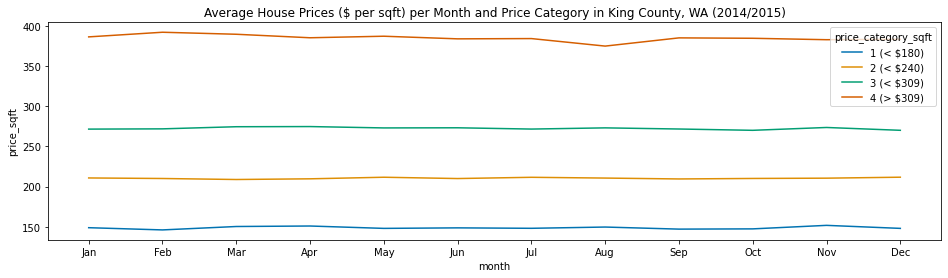 Average House Prices ($ per sqft) per Month and Price Category in King County, WA (2014/2015)
400
350
300
250
200
150
price_sqft
price_category_sqft
1 (< $180)
2 (< $240)
3 (< $309)
4 (> $309)
Jan Feb Mar Apr May Jun Jul Aug Sep Oct Nov Dec
month